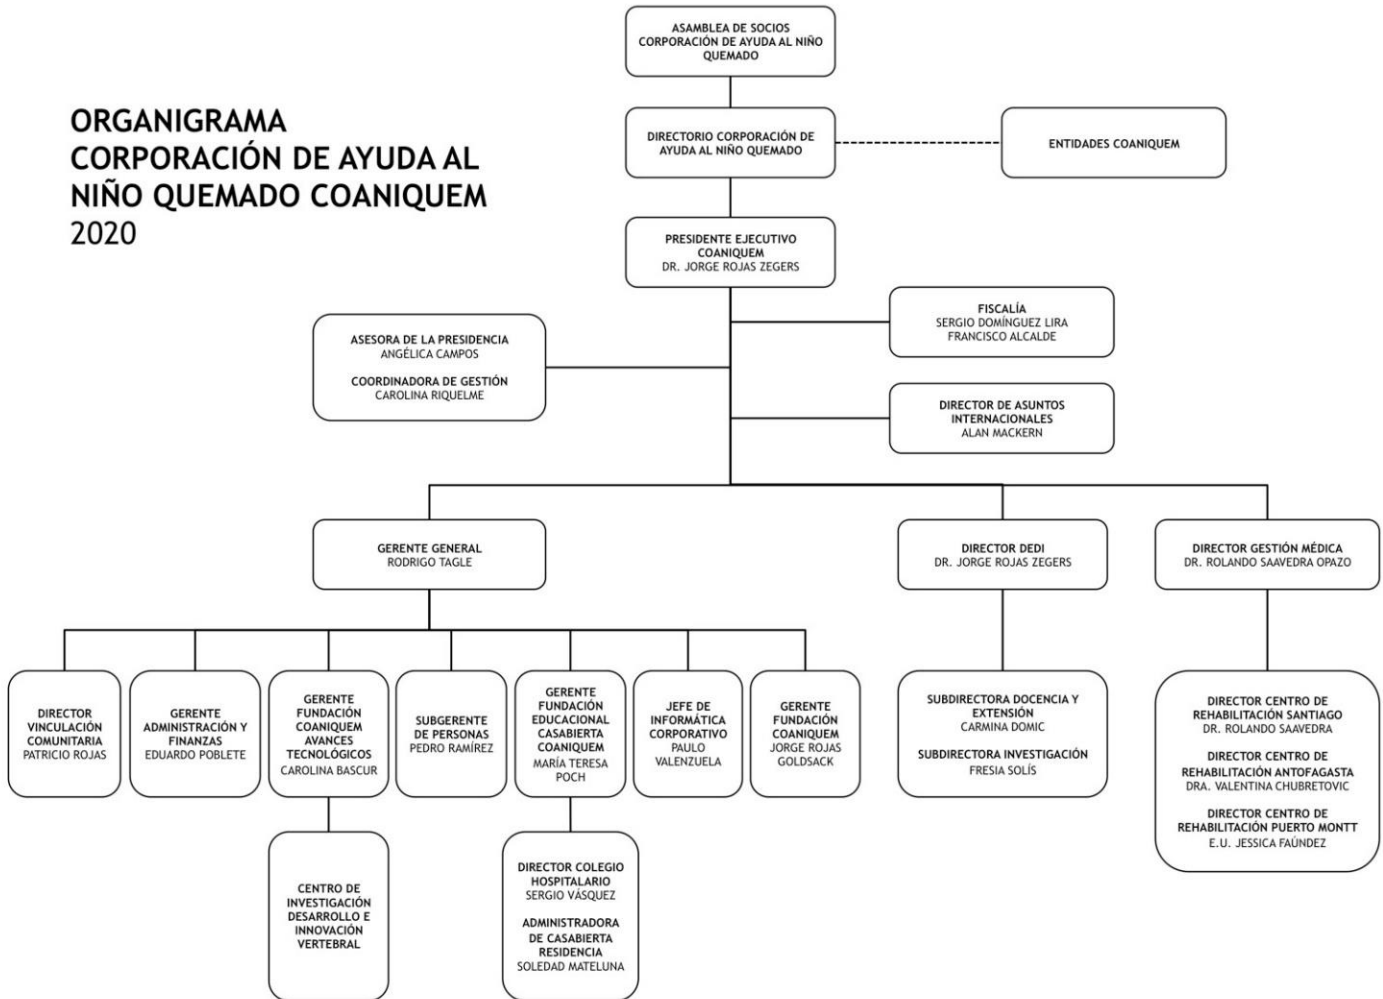 ORGANIGRAMA
CORPORACIÓN DE AYUDA AL
NIÑO QUEMADO COANIQUEM
2020
ASAMBLEA DE SOCIOS
CORPORACIÓN DE AYUDA AL NIÑO
QUEMADO
DIRECTORIO CORPORACIÓN DE
AYUDA AL NIÑO QUEMADO
ENTIDADES COANIQUEM
PRESIDENTE EJECUTIVO
COANIQUEM
DR. JORGE ROJAS ZEGERS
FISCALÍA
SERGIO DOMÍNGUEZ LIRA
FRANCISCO ALCALDE
ASESORA DE LA PRESIDENCIA
ANGÉLICA CAMPOS
COORDINADORA DE GESTIÓN
CAROLINA RIQUELME
DIRECTOR DE ASUNTOS
INTERNACIONALES
ALAN MACKERN
GERENTE GENERAL
RODRIGO TAGLE
DIRECTOR DEDI
DR. JORGE ROJAS ZEGERS
DIRECTOR GESTIÓN MÉDICA
DR. ROLANDO SAAVEDRA OPAZO
DIRECTOR
VINCULACIÓN
COMUNITARIA
PATRICIO ROJAS
GERENTE
ADMINISTRACIÓN Y
FINANZAS
EDUARDO POBLETE
GERENTE
FUNDACIÓN
COANIQUEM
AVANCES
TECNOLÓGICOS
CAROLINA BASCUR
SUBGERENTE
DE PERSONAS
PEDRO RAMÍREZ
GERENTE
FUNDACIÓN
EDUCACIONAL
CASABIERTA
COANIQUEM
MARÍA TERESA
POCH
JEFE DE
INFORMÁTICA
CORPORATIVO
PAULO
VALENZUELA
GERENTE
FUNDACIÓN
COANIQUEM
JORGE ROJAS
GOLDSACK
SUBDIRECTORA DOCENCIA Y
EXTENSIÓN
CARMINA DOMIC
SUBDIRECTORA INVESTIGACIÓN
FRESIA SOLÍS
DIRECTOR CENTRO DE
REHABILITACIÓN SANTIAGO
DR. ROLANDO SAAVEDRA
DIRECTOR CENTRO DE
REHABILITACIÓN ANTOFAGASTA
DRA. VALENTINA CHUBRETOVIC
DIRECTOR CENTRO DE
REHABILITACIÓN PUERTO MONTT
E.U. JESSICA FAÚNDEZ
CENTRO DE
INVESTIGACIÓN
DESARROLLO E
INNOVACIÓN
VERTEBRAL
DIRECTOR COLEGIO
HOSPITALARIO
SERGIO VÁSQUEZ
ADMINISTRADORA
DE CASABIERTA
RESIDENCIA
SOLEDAD MATELUNA